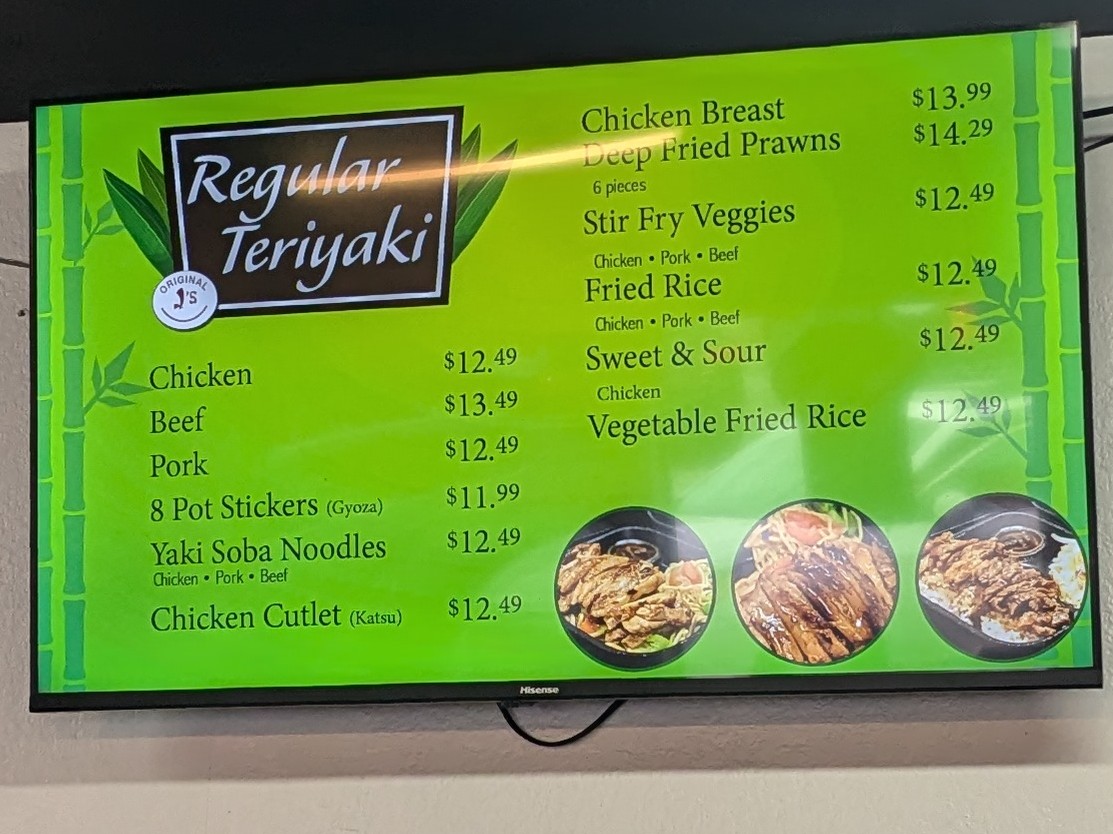 Regular
Teriyaki
ORIGINAL
J'S
Chicken $12.49
Beef $13.49
Pork $12.49
8 Pot Stickers (Gyoza) $11.99
Yaki Soba Noodles $12.49
Chicken • Pork • Beef
Chicken Cutlet (Katsu) $12.49
Chicken Breast $13.99
Deep Fried Prawns $14.29
6 pieces
Stir Fry Veggies $12.49
Chicken • Pork • Beef
Fried Rice $12.49
Chicken • Pork • Beef
Sweet & Sour $12.49
Chicken
Vegetable Fried Rice $12.49
Hisense